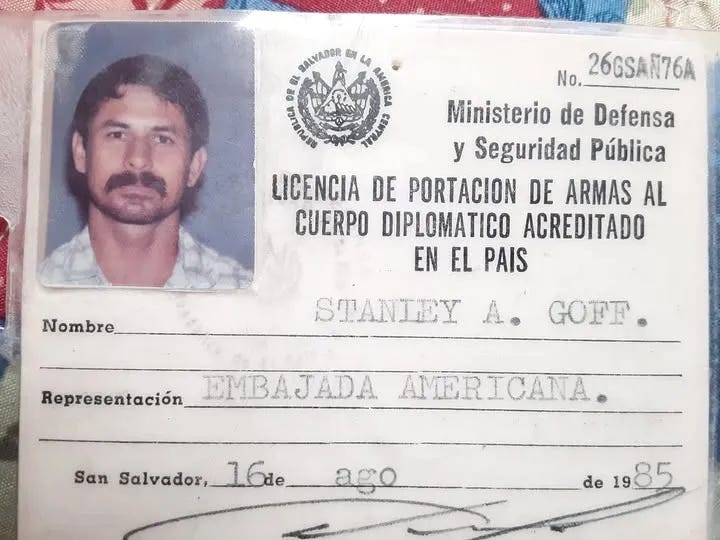 REPUBLICA DE EL SALVADOR EN LA AMERICA CENTRAL
No. 26GSAÑ76A
Ministerio de Defensa
y Seguridad Pública
LICENCIA DE PORTACION DE ARMAS AL
CUERPO DIPLOMATICO ACREDITADO
EN EL PAIS
Nombre STANLEY A. GOFF.
Representación EMBAJADA AMERICANA.
San Salvador, 16 de ago de 1985